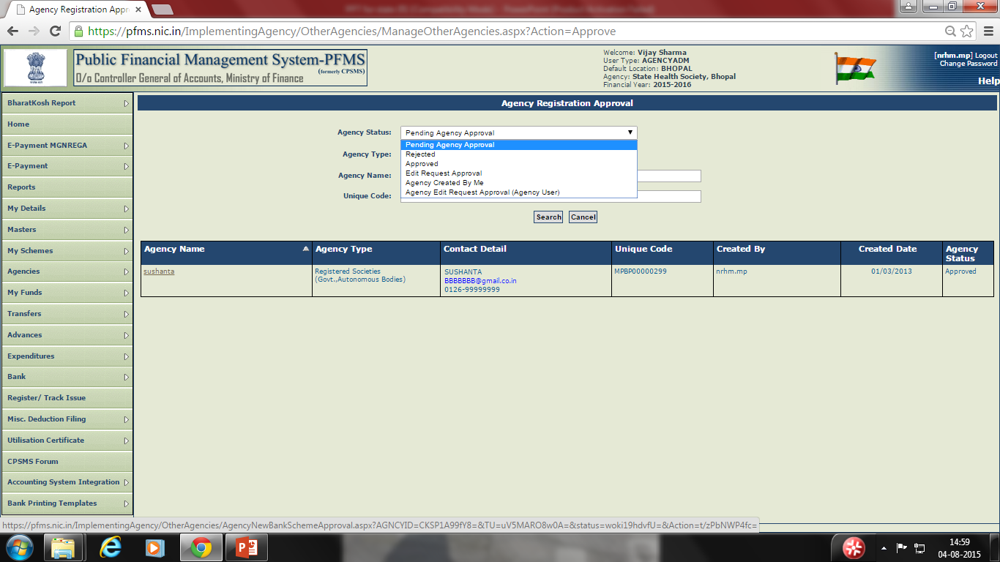 Agency Registration Appr
https://pfms.nic.in/ImplementingAgency/OtherAgencies/ManageOtherAgencies.aspx?Action=Approve
Public Financial Management System-PFMS
(formerly CPSMS)
O/o Controller General of Accounts, Ministry of Finance
Welcome: Vijay Sharma
User Type: AGENCYADM
Default Location: BHOPAL
Agency: State Health Society, Bhopal
Financial Year: 2015-2016
[nrhm.mp] Logout
Change Password
Help
BharatKosh Report
Home
E-Payment MGNREGA
E-Payment
Reports
My Details
Masters
My Schemes
Agencies
My Funds
Transfers
Advances
Expenditures
Bank
Register/ Track Issue
Misc. Deduction Filing
Utilisation Certificate
CPSMS Forum
Accounting System Integration
Bank Printing Templates
Agency Registration Approval
Agency Status: Pending Agency Approval
Pending Agency Approval
Rejected
Approved
Edit Request Approval
Agency Created By Me
Agency Edit Request Approval (Agency User)
Agency Type:
Agency Name:
Unique Code:
Search Cancel
Agency Name Agency Type Contact Detail Unique Code Created By Created Date Agency Status
sushanta
Registered Societies
(Govt.,Autonomous Bodies)
SUSHANTA
BBBBBBB@gmail.co.in
0126-99999999
MPBP00000299
nrhm.mp
01/03/2013
Approved
https://pfms.nic.in/ImplementingAgency/OtherAgencies/AgencyNewBankSchemeApproval.aspx?AGNCYID=CKSP1A99fY8=&TU=uV5MARO8w0A=&status=woki19hdvfU=&Action=t/zPbNWP4fc=
14:59
04-08-2015